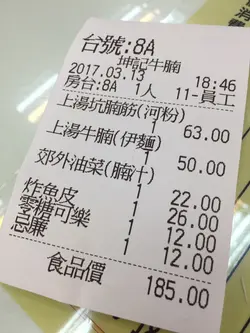 台號:8A
坤記牛腩
2017.03.13 18:46
房台:8A 1人 11-員工
上湯坑腩筋(河粉)
1 63.00
上湯牛腩(伊麵)
1 50.00
郊外油菜(腩汁)
1 22.00
炸魚皮 1 26.00
零糖可樂 1 12.00
忌廉 1 12.00
食品價 185.00